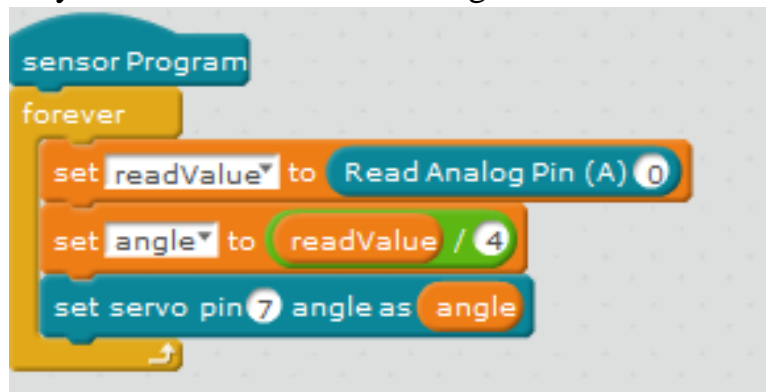 sensor Program
forever
set readValue to Read Analog Pin (A) 0
set angle to readValue / 4
set servo pin 7 angle as angle